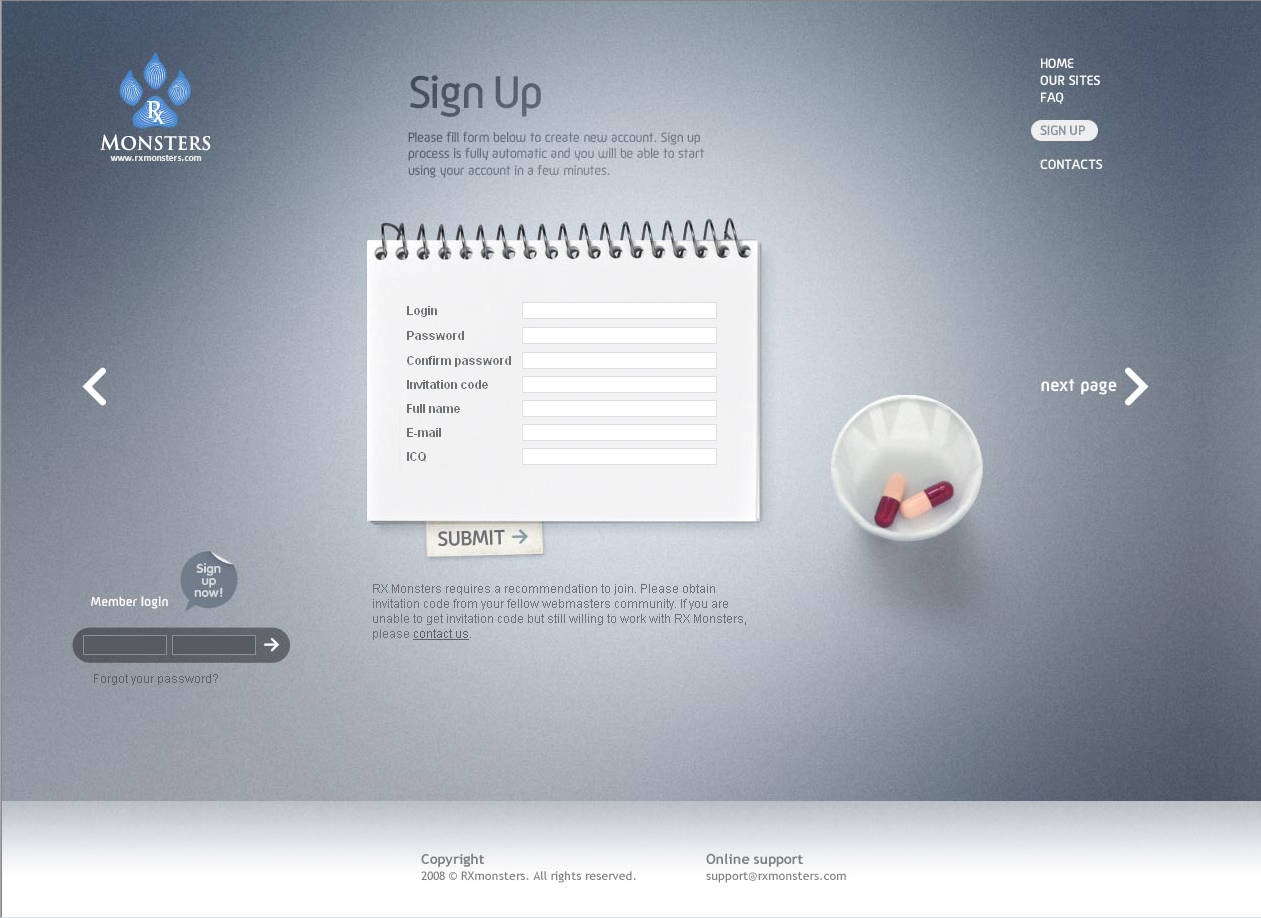 Rx
MONSTERS
www.rxmonsters.com
Sign Up
Please fill form below to create new account. Sign up
process is fully automatic and you will be able to start
using your account in a few minutes.
HOME
OUR SITES
FAQ
SIGN UP
CONTACTS
Login
Password
Confirm password
Invitation code
Full name
E-mail
ICQ
next page
SUBMIT
RX Monsters requires a recommendation to join. Please obtain
invitation code from your fellow webmasters community. If you are
unable to get invitation code but still willing to work with RX Monsters,
please contact us.
Sign
up
now!
Member login
Forgot your password?
Copyright
2008 © RXmonsters. All rights reserved.
Online support
support@rxmonsters.com